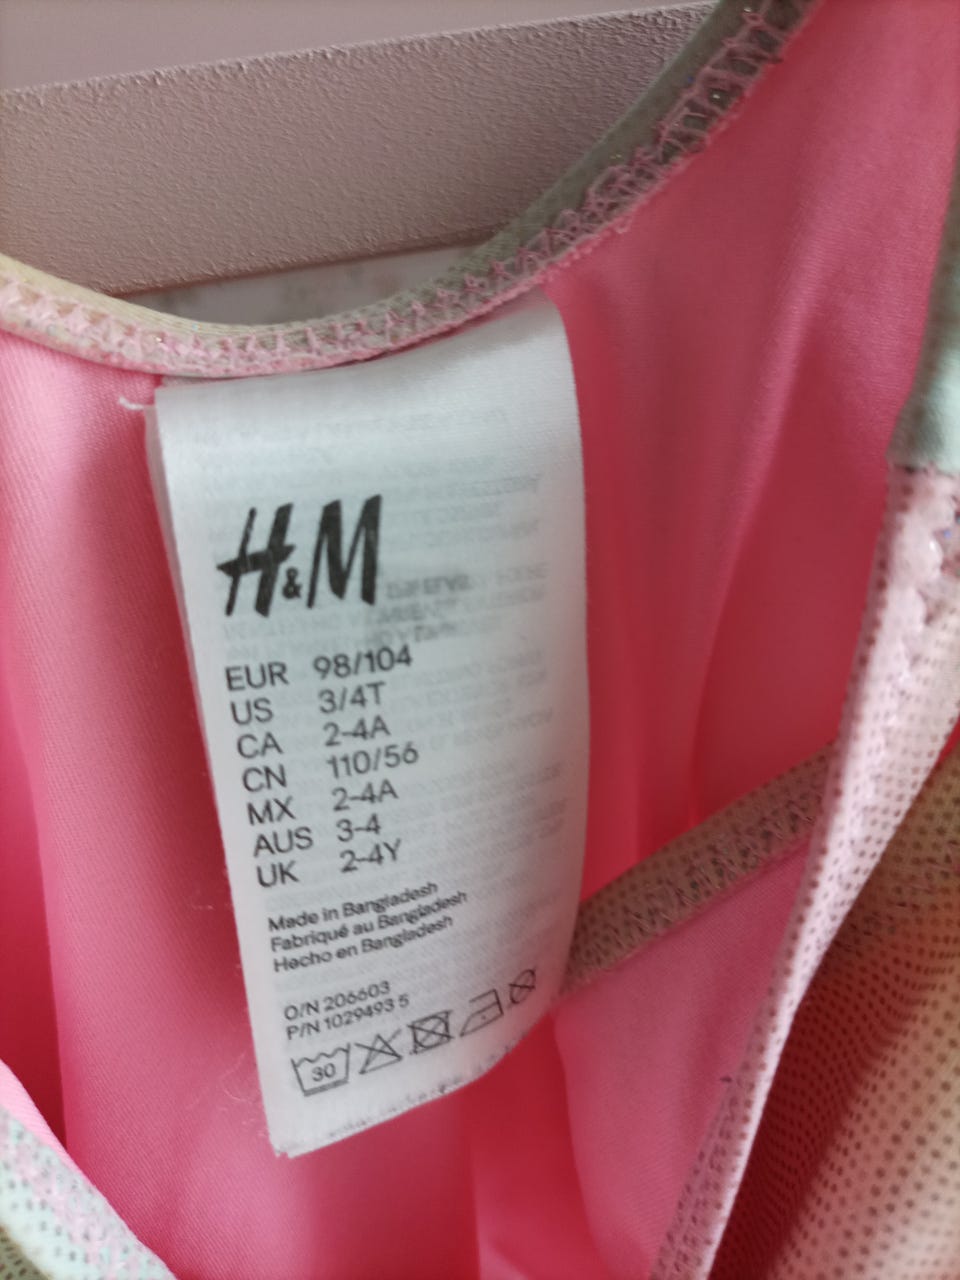 H&M
EUR 98/104
US 3/4T
CA 2-4A
CN 110/56
MX 2-4A
AUS 3-4
UK 2-4Y
Made in Bangladesh
Fabriqué au Bangladesh
Hecho en Bangladesh
O/N 206603
P/N 1029493 5
30